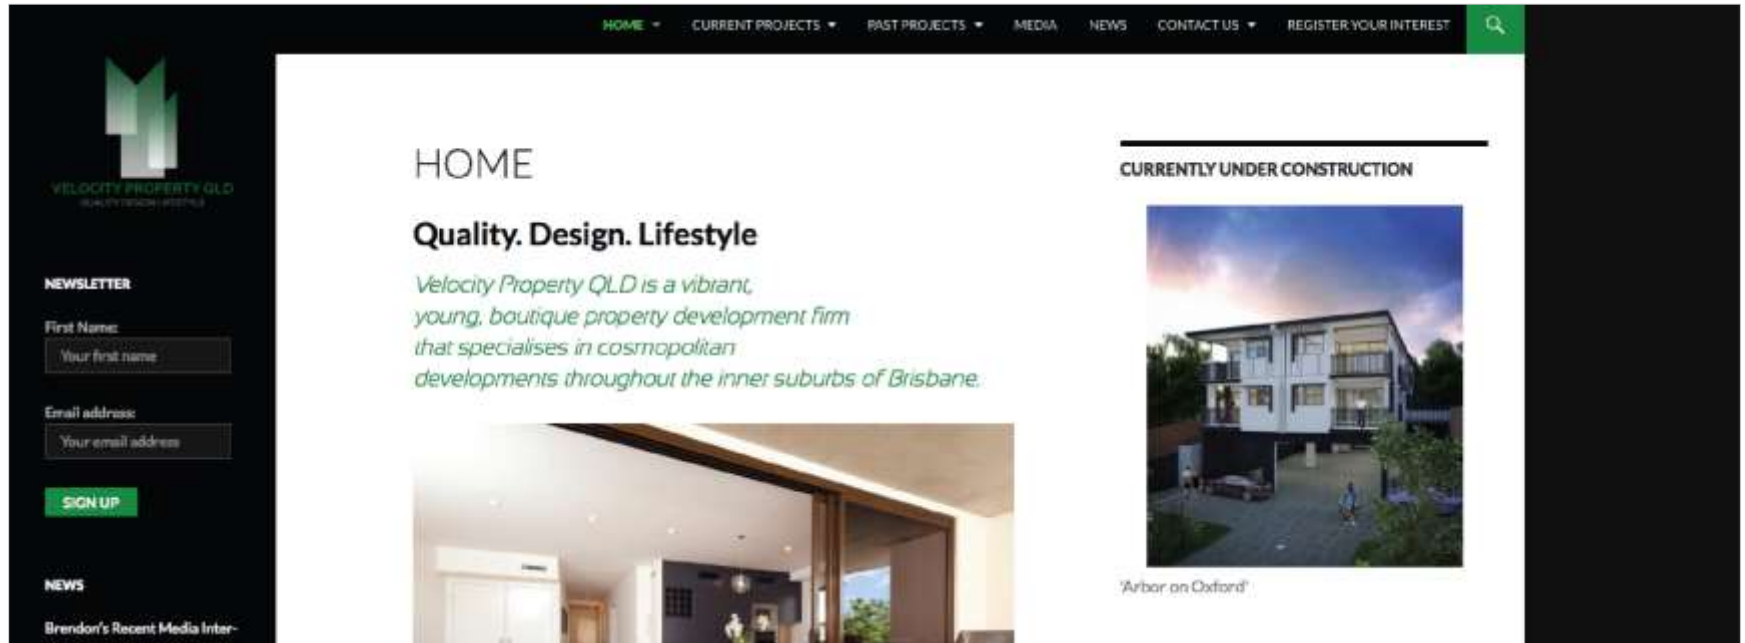 HOME
CURRENT PROJECTS
PAST PROJECTS
MEDIA
NEWS
CONTACT US
REGISTER YOUR INTEREST
VELOCITY PROPERTY QLD
QUALITY DESIGN LIFESTYLE
NEWSLETTER
First Name:
Your first name
Email address:
Your email address
SIGN UP
NEWS
Brendon's Recent Media Inter-
HOME
Quality. Design. Lifestyle
Velocity Property QLD is a vibrant,
young, boutique property development firm
that specialises in cosmopolitan
developments throughout the inner suburbs of Brisbane.
CURRENTLY UNDER CONSTRUCTION
'Arbor on Oxford'